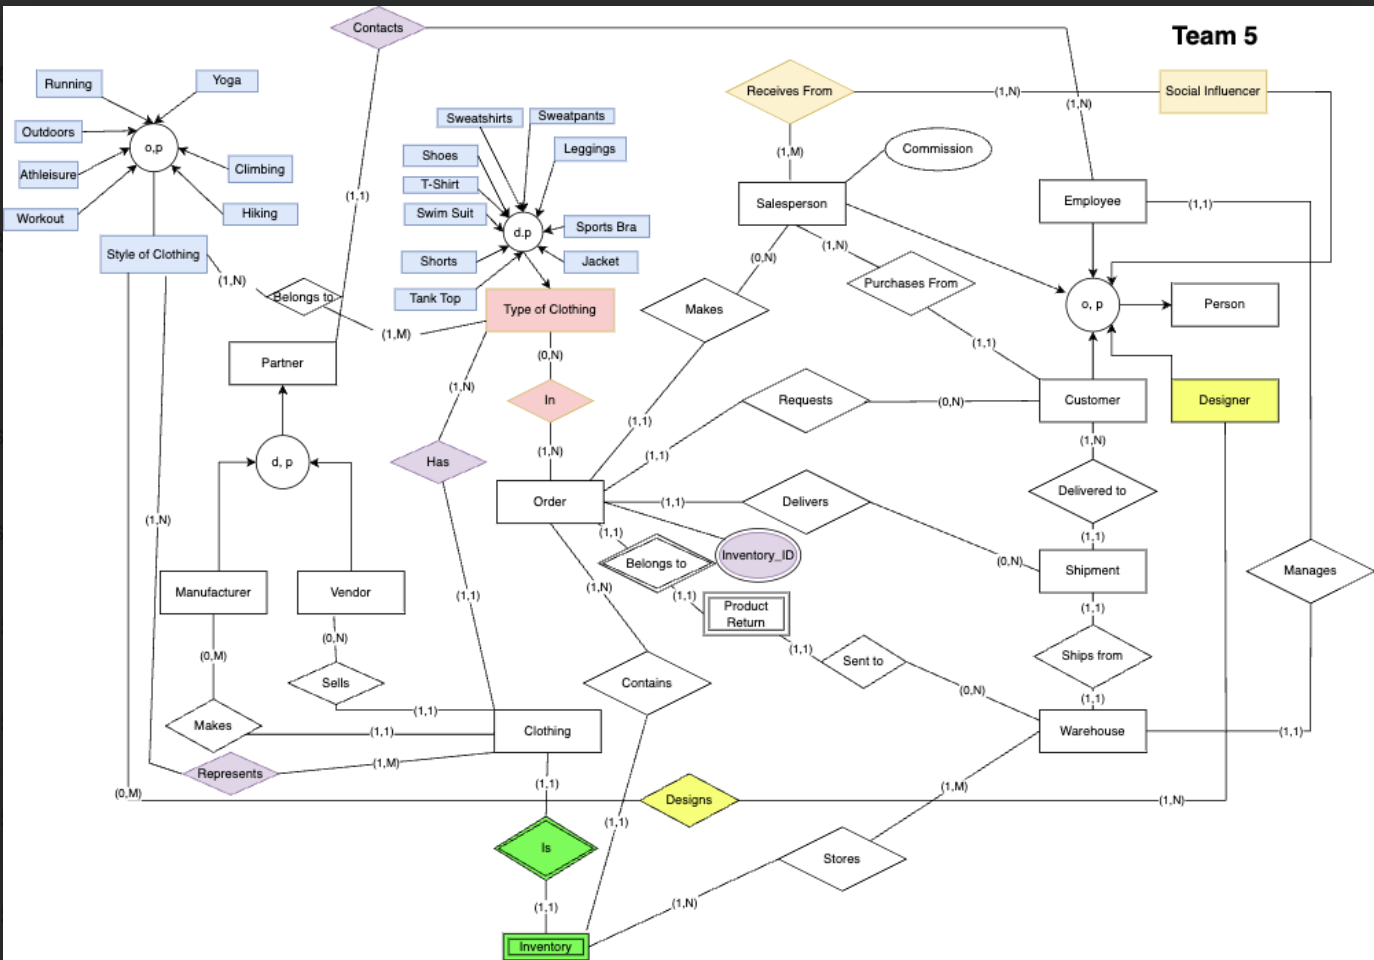 Team 5
Contacts
Running
Yoga
Outdoors
o,p
Athleisure
Climbing
Workout
Hiking
Style of Clothing
(1,N)
Belongs to
(1,M)
(1,1)
Sweatshirts
Sweatpants
Shoes
Leggings
T-Shirt
Swim Suit
d.p
Sports Bra
Shorts
Jacket
Tank Top
Type of Clothing
Receives From
(1,N)
Social Influencer
(1,N)
(1,M)
Commission
Salesperson
Employee
(1,1)
(0,N)
(1,N)
Purchases From
Makes
(1,1)
(1,1)
o, p
Person
Partner
(1,N)
(0,N)
In
(1,N)
Requests
(0,N)
(1,1)
Customer
Designer
(1,N)
d, p
Has
(1,1)
Order
(1,1)
Delivers
(0,N)
Delivered to
(1,1)
(1,1)
Belongs to
Inventory_ID
(1,1)
Product
Return
(1,1)
Sent to
(0,N)
Shipment
(1,1)
Ships from
(1,1)
Manages
(1,N)
Manufacturer
Vendor
(0,M)
(0,N)
Sells
(1,1)
Makes
(1,1)
(1,N)
Contains
(1,1)
Clothing
Warehouse
(1,1)
Represents
(1,M)
(0,M)
(1,1)
Designs
(1,N)
(1,M)
Is
Stores
(1,1)
(1,N)
Inventory